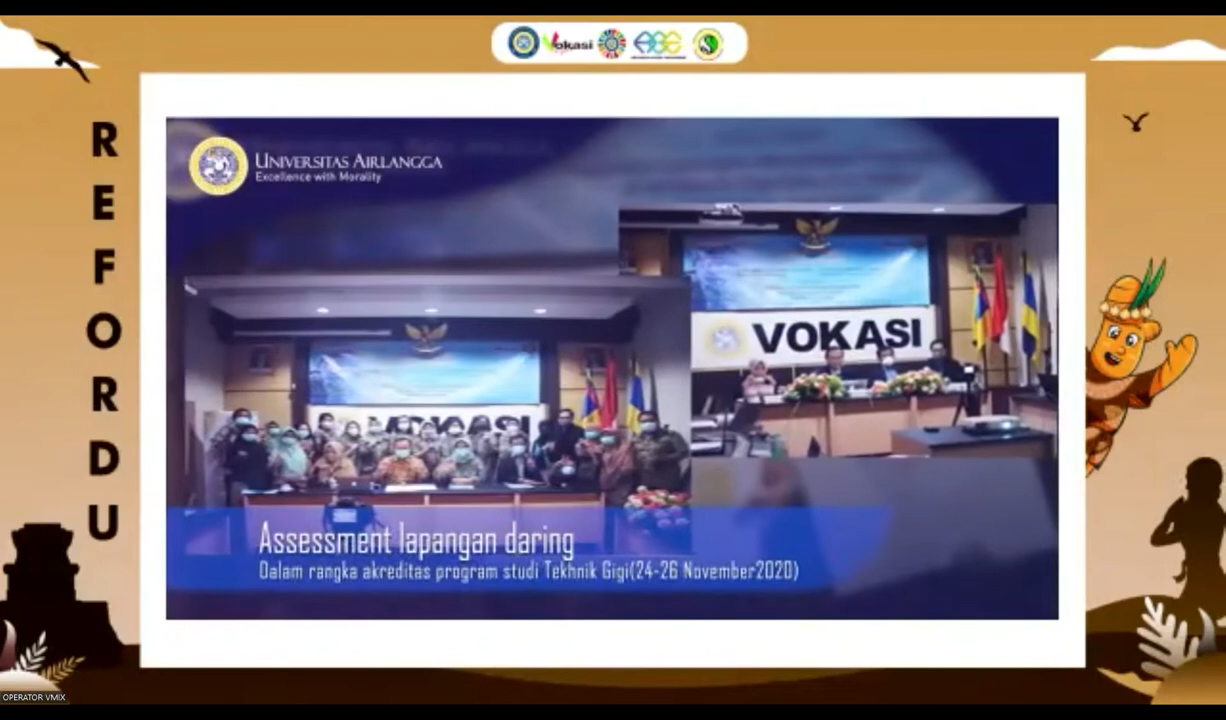 Vokasi
REFORDU
UNIVERSITAS AIRLANGGA
Excellence with Morality
VOKASI
VOKASI
Assessment lapangan daring
Dalam rangka akreditas program studi Tekhnik Gigi(24-26 November2020)
OPERATOR VMIX